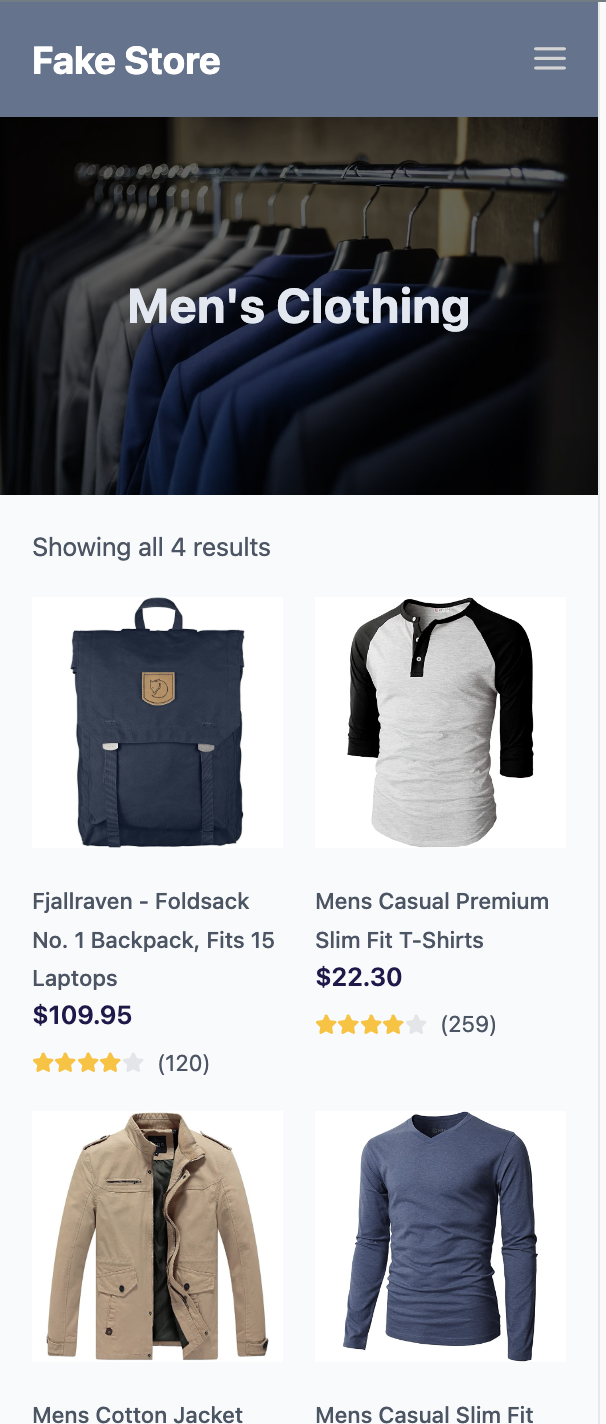 Fake Store
Men's Clothing
Showing all 4 results
Fjallraven - Foldsack
No. 1 Backpack, Fits 15
Laptops
$109.95
(120)
Mens Casual Premium
Slim Fit T-Shirts
$22.30
(259)
Mens Cotton Jacket
Mens Casual Slim Fit